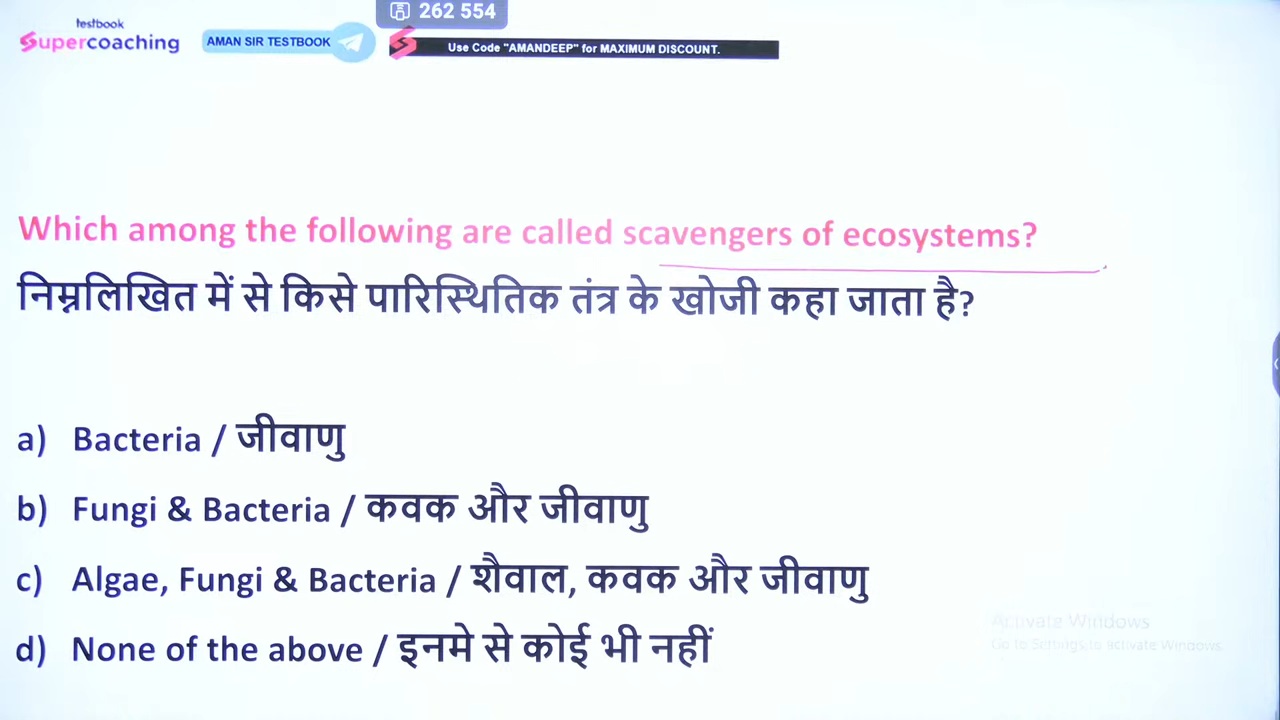 262 554
testbook
Supercoaching
AMAN SIR TESTBOOK
Use Code "AMANDEEP" for MAXIMUM DISCOUNT.
Which among the following are called scavengers of ecosystems?
निम्नलिखित में से किसे पारिस्थितिक तंत्र के खोजी कहा जाता है?
a) Bacteria / जीवाणु
b) Fungi & Bacteria / कवक और जीवाणु
c) Algae, Fungi & Bacteria / शैवाल, कवक और जीवाणु
d) None of the above / इनमे से कोई भी नहीं
Activate Windows
Go to Settings to activate Windows.